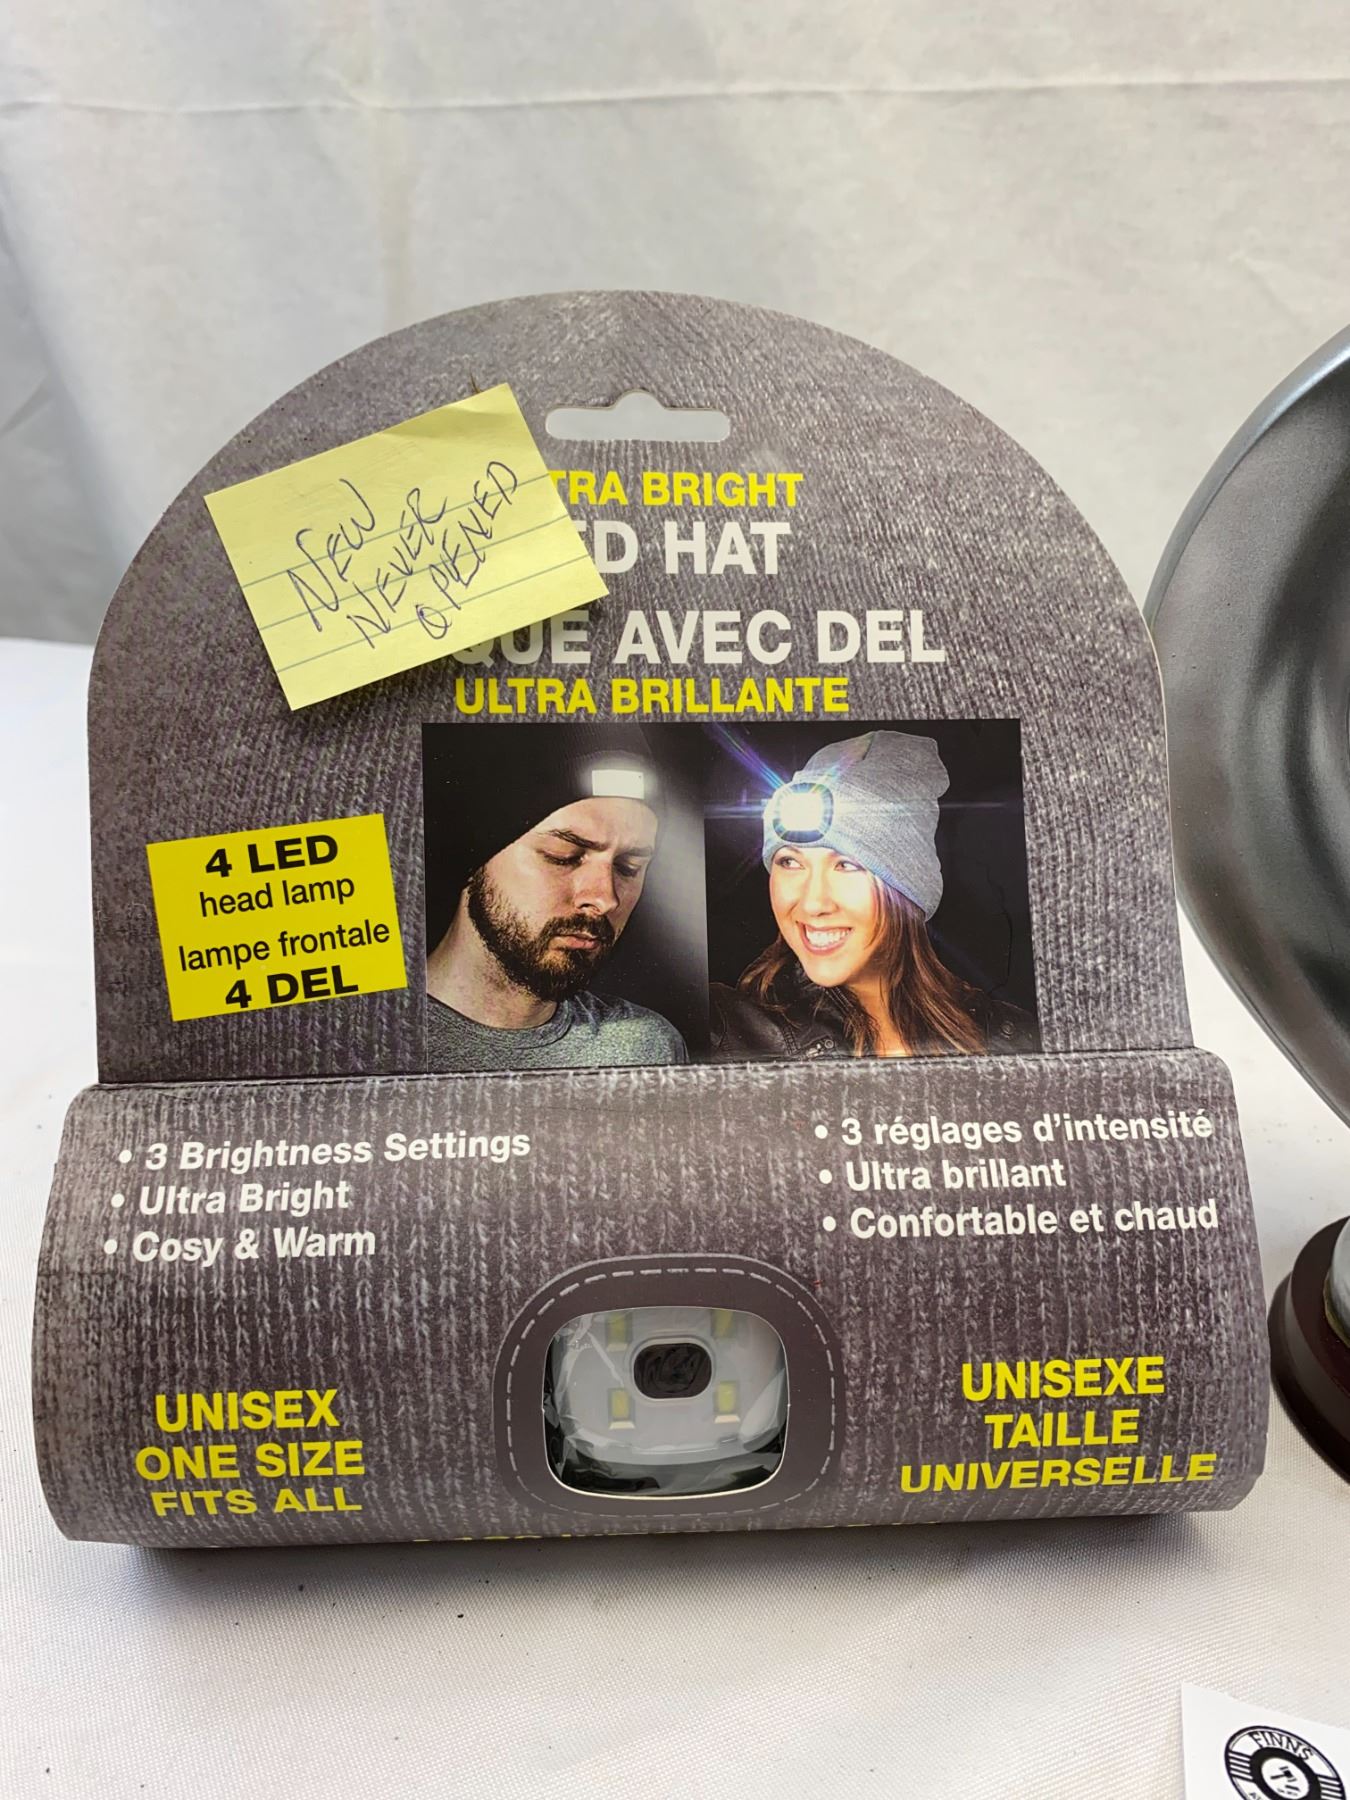 NEW
NEVER
OPENED
TRA BRIGHT
ED HAT
QUE AVEC DEL
ULTRA BRILLANTE
4 LED
head lamp
lampe frontale
4 DEL
• 3 Brightness Settings
• Ultra Bright
• Cosy & Warm
• 3 réglages d'intensité
• Ultra brillant
• Confortable et chaud
UNISEX
ONE SIZE
FITS ALL
UNISEXE
TAILLE
UNIVERSELLE
FINNS